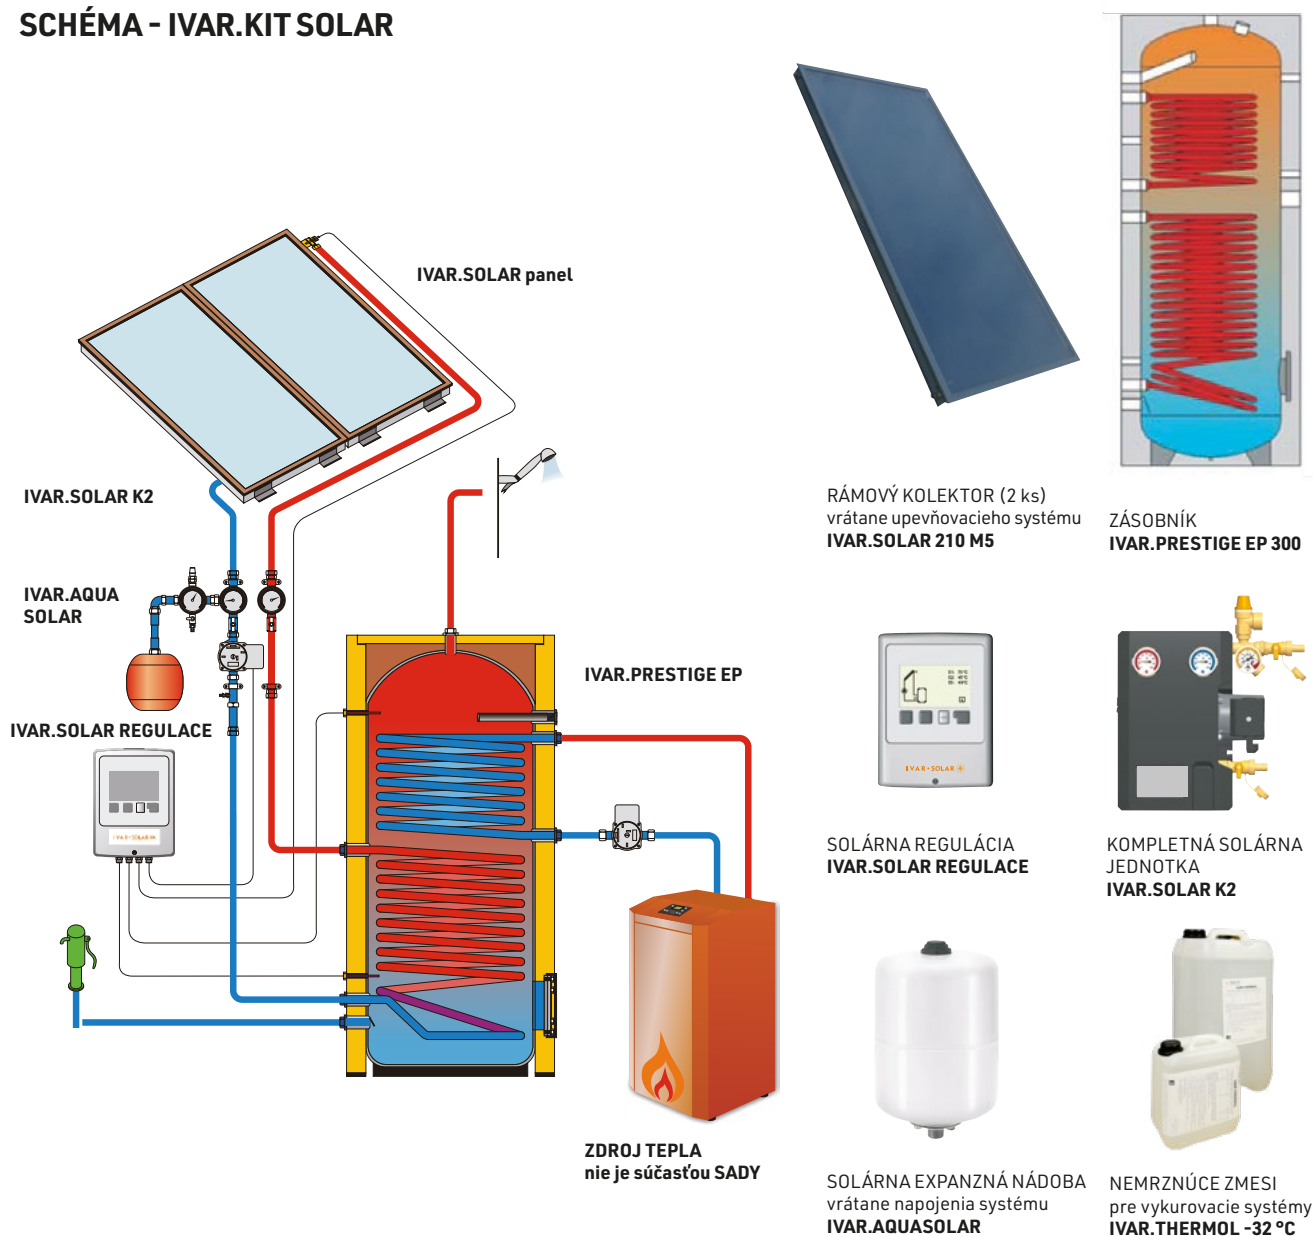 SCHÉMA - IVAR.KIT SOLAR
IVAR.SOLAR panel
IVAR.SOLAR K2
IVAR.AQUA
SOLAR
IVAR.SOLAR REGULACE
IVAR.PRESTIGE EP
ZDROJ TEPLA
nie je súčasťou SADY
RÁMOVÝ KOLEKTOR (2 ks)
vrátane upevňovacieho systému
IVAR.SOLAR 210 M5
ZÁSOBNÍK
IVAR.PRESTIGE EP 300
IVAR•SOLAR
SOLÁRNA REGULÁCIA
IVAR.SOLAR REGULACE
KOMPLETNÁ SOLÁRNA
JEDNOTKA
IVAR.SOLAR K2
SOLÁRNA EXPANZNÁ NÁDOBA
vrátane napojenia systému
IVAR.AQUASOLAR
NEMRZNÚCE ZMESI
pre vykurovacie systémy
IVAR.THERMOL -32 °C